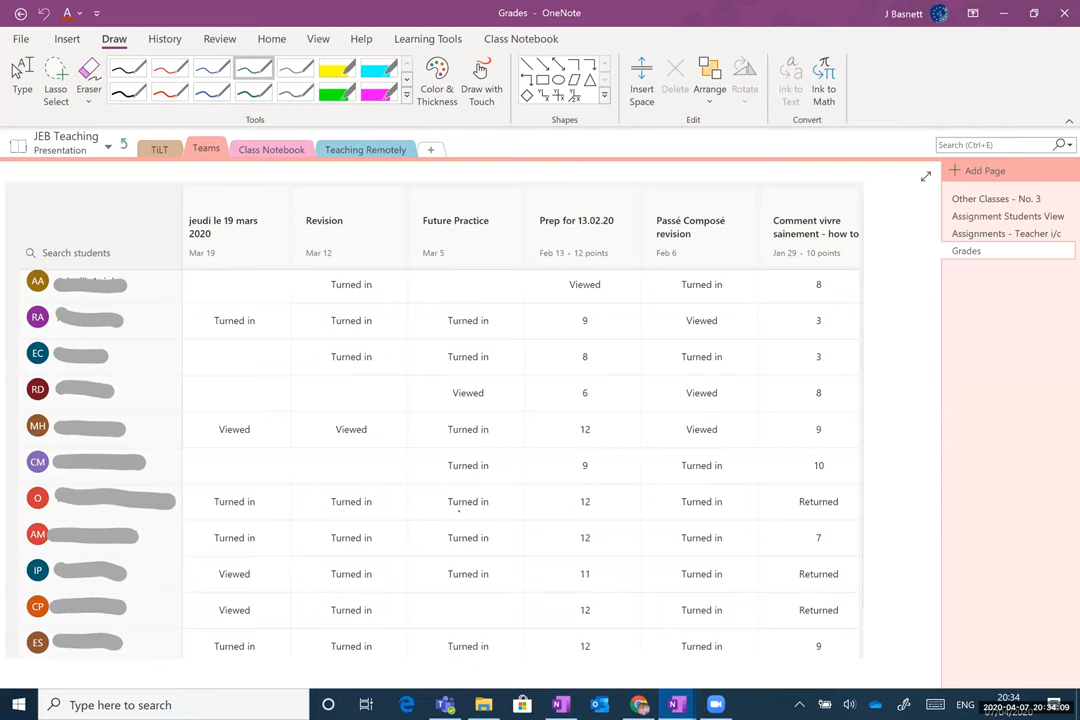 Grades - OneNote
J Basnett
File Insert Draw History Review Home View Help Learning Tools Class Notebook
Type
Lasso Select
Eraser
Color & Thickness
Draw with Touch
Insert Space
Delete
Arrange
Rotate
Ink to Text
Ink to Math
Tools
Shapes
Edit
Convert
JEB Teaching
Presentation
TiLT
Teams
Class Notebook
Teaching Remotely
Search (Ctrl+E)
Add Page
Other Classes - No. 3
Assignment Students View
Assignments - Teacher i/c
Grades
Search students
jeudi le 19 mars 2020
Mar 19
Revision
Mar 12
Future Practice
Mar 5
Prep for 13.02.20
Feb 13 • 12 points
Passé Composé revision
Feb 6
Comment vivre sainement - how to
Jan 29 • 10 points
AA Turned in Viewed Turned in 8
RA Turned in Turned in Turned in 9 Viewed 3
EC Turned in Turned in 8 Turned in 3
RD Viewed 6 Viewed 8
MH Viewed Viewed Turned in 12 Viewed 9
CM Turned in 9 Turned in 10
O Turned in Turned in Turned in 12 Turned in Returned
AM Turned in Turned in Turned in 12 Turned in 7
IP Viewed Turned in Turned in 11 Turned in Returned
CP Viewed Turned in 12 Turned in Returned
ES Turned in Turned in Turned in 12 Turned in 9
Type here to search
ENG
20:34
2020-04-07 20:34:09